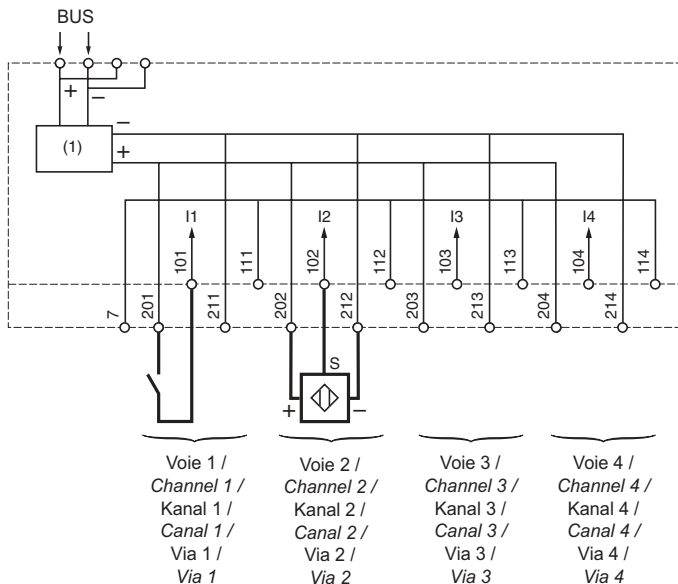 BUS
+
–
(1)
–
+
I1 I2 I3 I4
101 111 102 112 103 113 104 114
7 201 211 202 212 203 213 204 214
S
+ –
Voie 1 / Voie 2 / Voie 3 / Voie 4 /
Channel 1 / Channel 2 / Channel 3 / Channel 4 /
Kanal 1 / Kanal 2 / Kanal 3 / Kanal 4 /
Canal 1 / Canal 2 / Canal 3 / Canal 4 /
Via 1 / Via 2 / Via 3 / Via 4 /
Via 1 Via 2 Via 3 Via 4